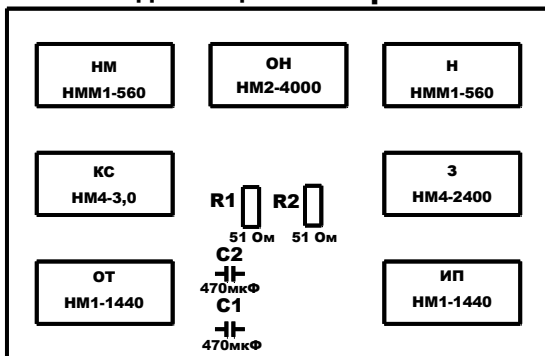 НМ
НММ1-560
ОН
НМ2-4000
Н
НММ1-560
КС
НМ4-3,0
З
НМ4-2400
R1
R2
51 Ом
51 Ом
C2
470мкФ
C1
470мкФ
ОТ
НМ1-1440
ИП
НМ1-1440